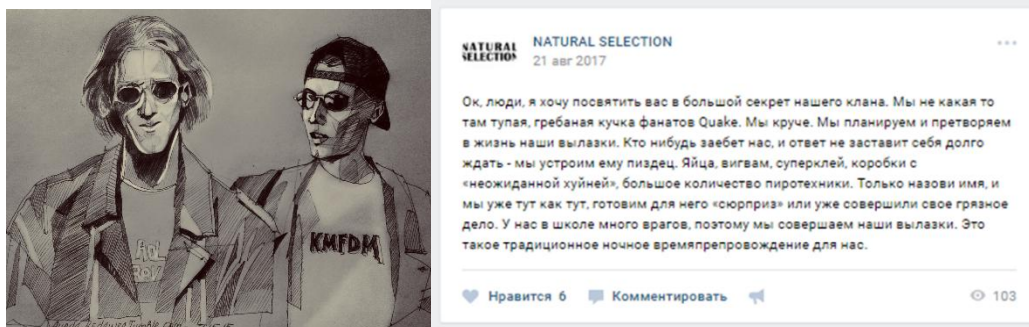 KMFDM
NATURAL
SELECTION
NATURAL SELECTION
21 авг 2017
Ок, люди, я хочу посвятить вас в большой секрет нашего клана. Мы не какая то
там тупая, гребаная кучка фанатов Quake. Мы круче. Мы планируем и претворяем
в жизнь наши вылазки. Кто нибудь заебет нас, и ответ не заставит себя долго
ждать - мы устроим ему пиздец. Яйца, вигвам, суперклей, коробки с
«неожиданной хуйней», большое количество пиротехники. Только назови имя, и
мы уже тут как тут, готовим для него «сюрприз» или уже совершили свое грязное
дело. У нас в школе много врагов, поэтому мы совершаем наши вылазки. Это
такое традиционное ночное времяпрепровождение для нас.
Нравится 6 Комментировать 103